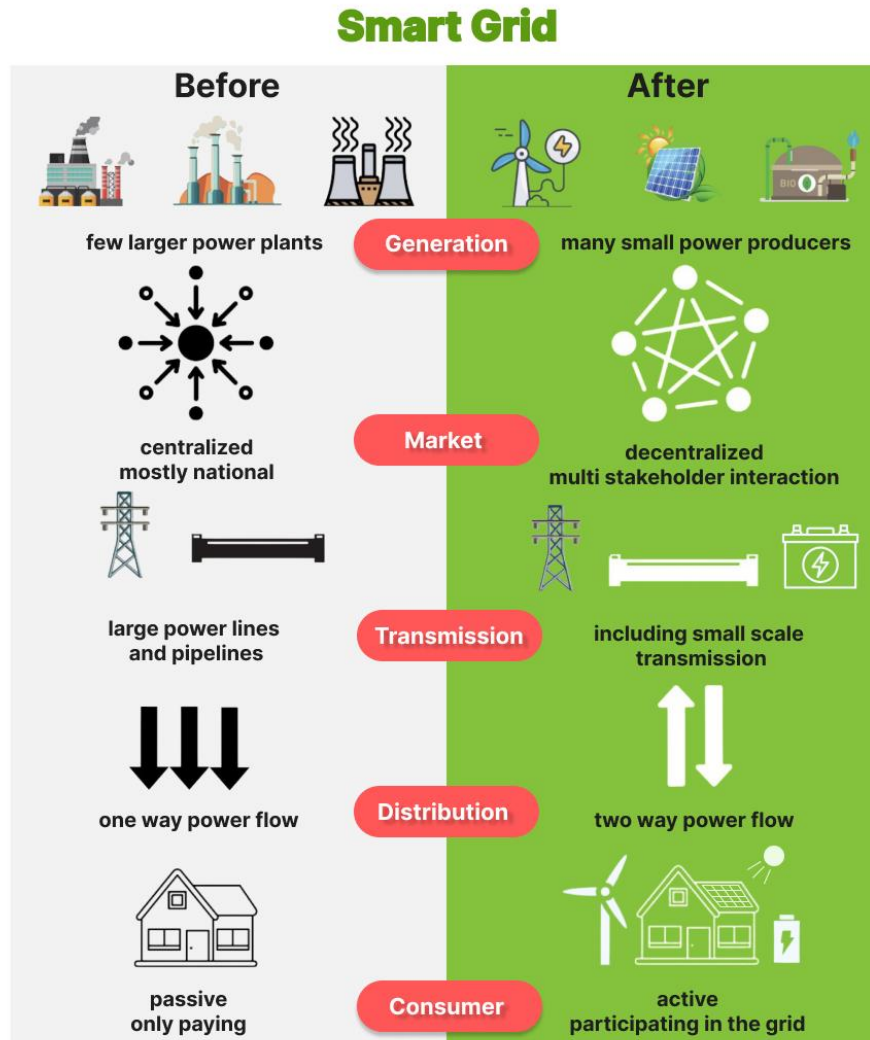 Smart Grid
Before
After
BIO
few larger power plants
Generation
many small power producers
centralized
mostly national
Market
decentralized
multi stakeholder interaction
large power lines
and pipelines
Transmission
including small scale
transmission
one way power flow
Distribution
two way power flow
passive
only paying
Consumer
active
participating in the grid